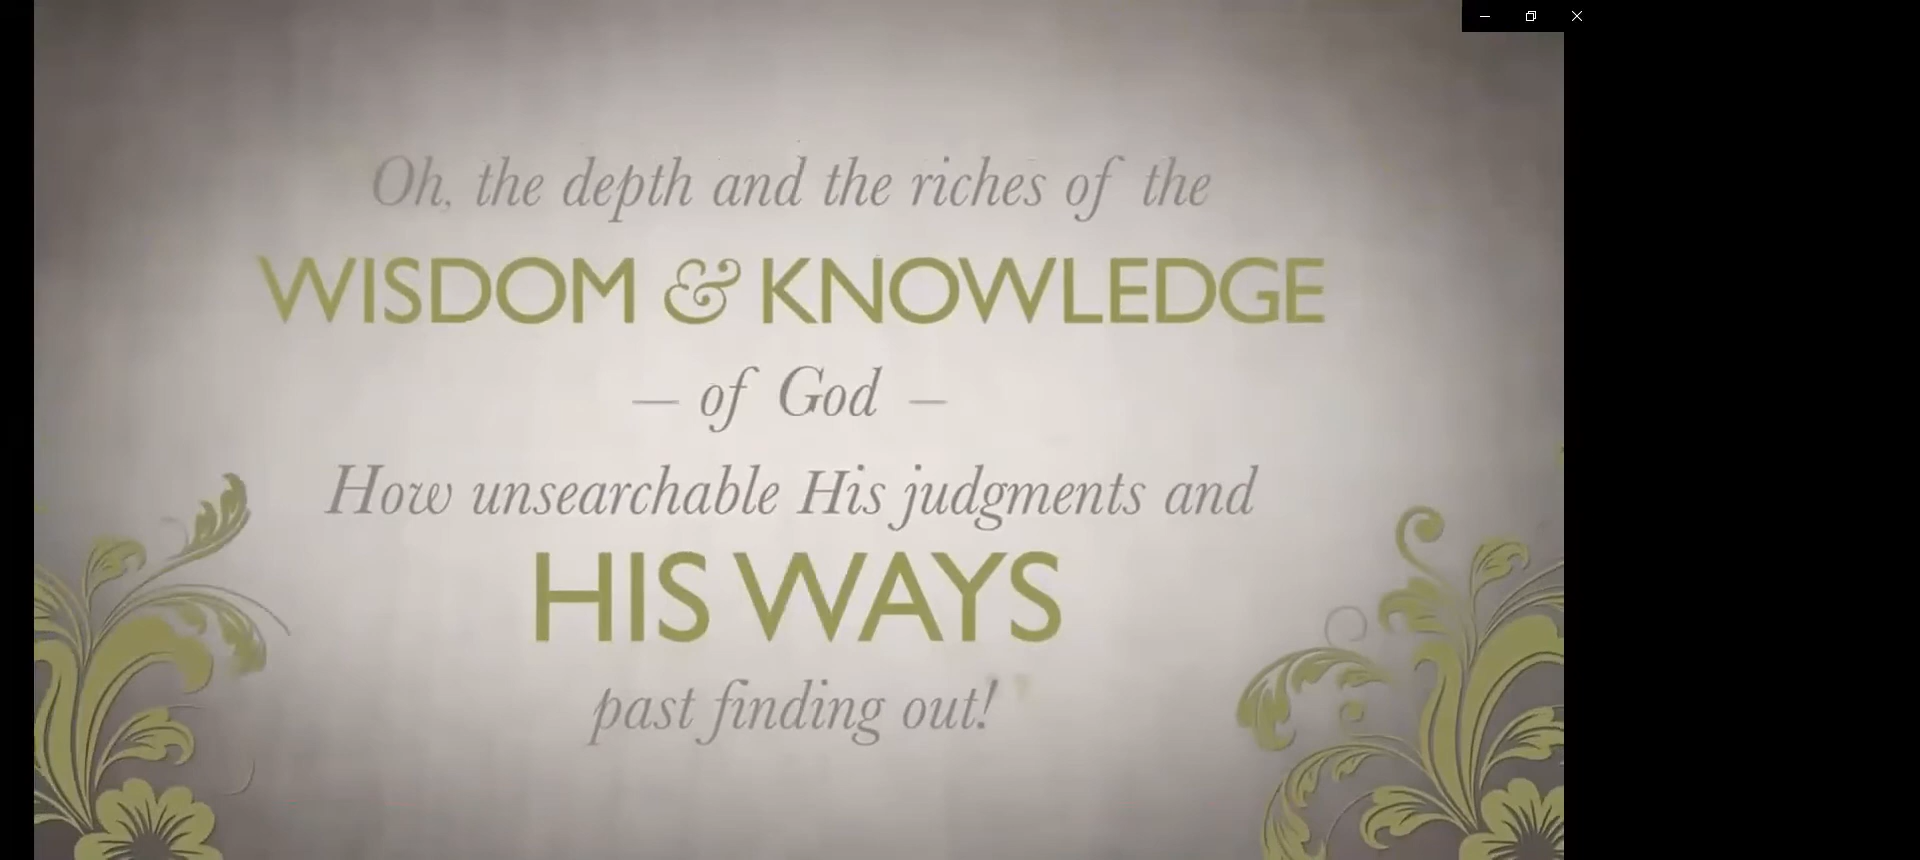 Oh, the depth and the riches of the
WISDOM & KNOWLEDGE
– of God –
How unsearchable His judgments and
HIS WAYS
past finding out!